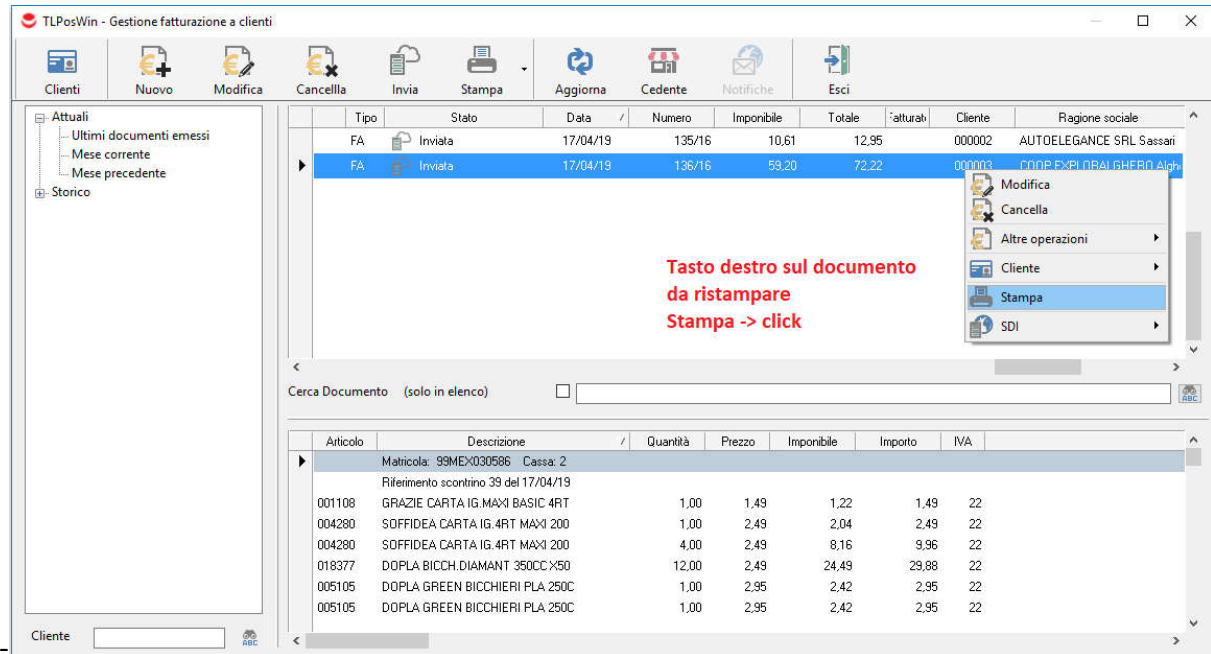 TLPosWin - Gestione fatturazione a clienti
Clienti Nuovo Modifica Cancellla Invia Stampa Aggiorna Cedente Notifiche Esci
Attuali
Ultimi documenti emessi
Mese corrente
Mese precedente
Storico
Tipo Stato Data / Numero Imponibile Totale Cliente Ragione sociale
FA Inviata 17/04/19 135/16 10,61 12,95 000002 AUTOELEGANCE SRL Sassari
FA Inviata 17/04/19 136/16 59,20 72,22 000003 COOP EXPLORALGHERO
Modifica
Cancella
Altre operazioni
Cliente
Stampa
SDI
Tasto destro sul documento
da ristampare
Stampa -> click
Cerca Documento (solo in elenco)
ABC
Articolo Descrizione / Quantità Prezzo Imponibile Importo IVA
Matricola: 99MEX030586 Cassa: 2
Riferimento scontrino 39 del 17/04/19
001108 GRAZIE CARTA IG.MAXI BASIC 4RT 1,00 1,49 1,22 1,49 22
004280 SOFFIDEA CARTA IG.4RT MAXI 200 1,00 2,49 2,04 2,49 22
004280 SOFFIDEA CARTA IG.4RT MAXI 200 4,00 2,49 8,16 9,96 22
018377 DOPLA BICCH.DIAMANT 350CC X50 12,00 2,49 24,49 29,88 22
005105 DOPLA GREEN BICCHIERI PLA 250C 1,00 2,95 2,42 2,95 22
005105 DOPLA GREEN BICCHIERI PLA 250C 1,00 2,95 2,42 2,95 22
Cliente
ABC